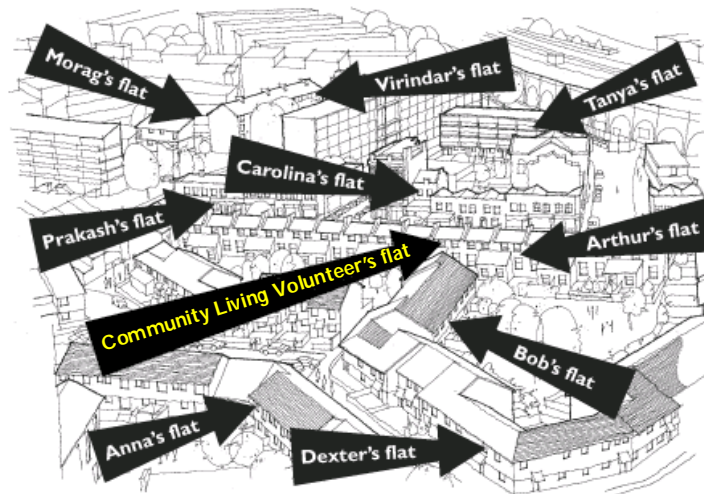 Morag's flat
Virindar's flat
Tanya's flat
Carolina's flat
Prakash's flat
Arthur's flat
Community Living Volunteer's flat
Bob's flat
Anna's flat
Dexter's flat